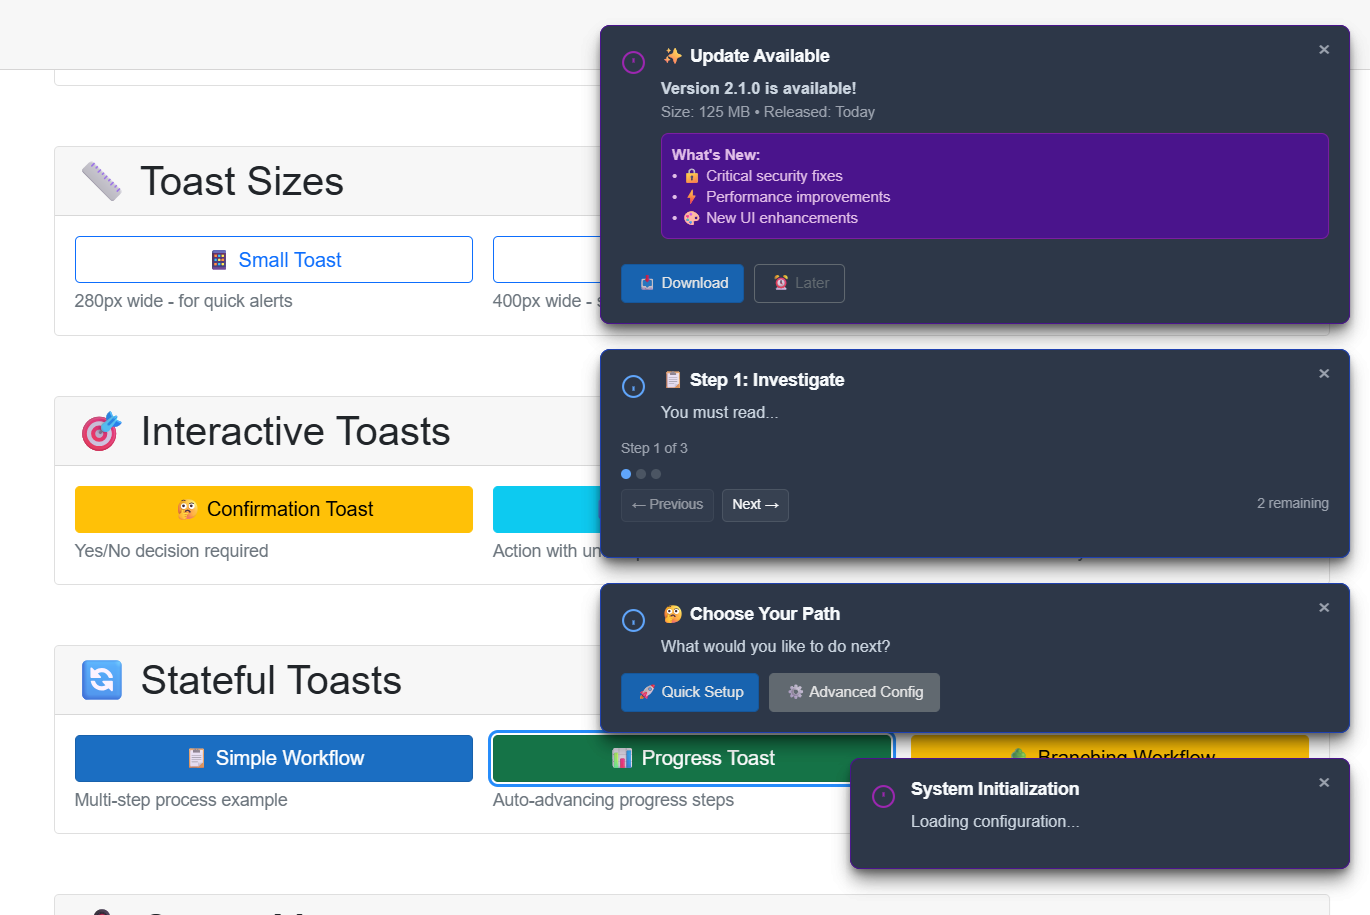 Toast Sizes
Small Toast
280px wide - for quick alerts
400px wide -
Interactive Toasts
Confirmation Toast
Yes/No decision required
Action with un
Stateful Toasts
Simple Workflow
Multi-step process example
Progress Toast
Auto-advancing progress steps
Branching Workflow
Update Available
Version 2.1.0 is available!
Size: 125 MB • Released: Today
What's New:
• Critical security fixes
• Performance improvements
• New UI enhancements
Download
Later
Step 1: Investigate
You must read...
Step 1 of 3
← Previous
Next →
2 remaining
Choose Your Path
What would you like to do next?
Quick Setup
Advanced Config
System Initialization
Loading configuration...